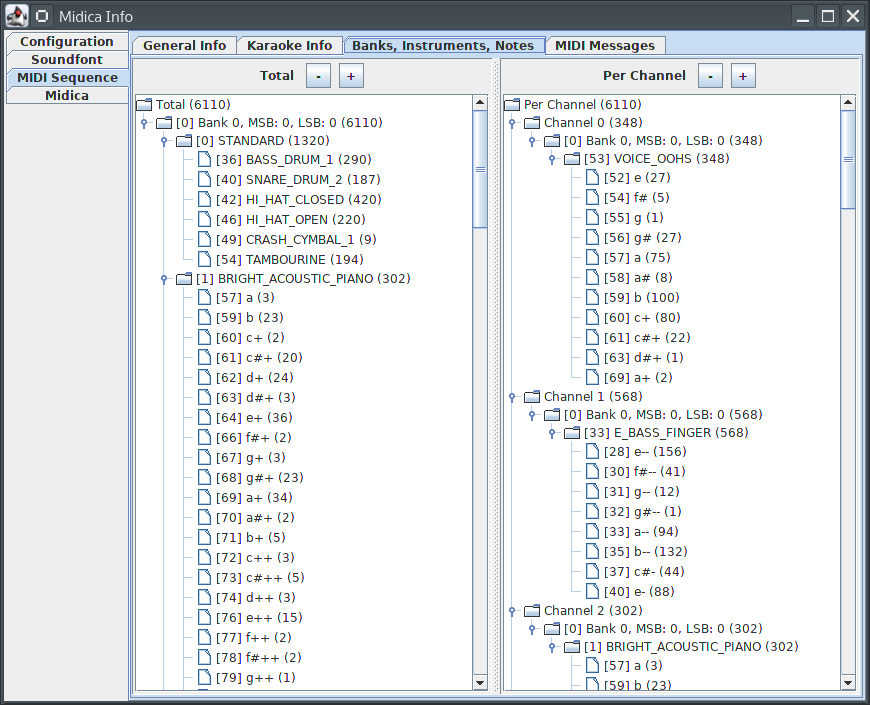 Midica Info
Configuration
Soundfont
MIDI Sequence
Midica
General Info
Karaoke Info
Banks, Instruments, Notes
MIDI Messages
Total
-
+
Total (6110)
[0] Bank 0, MSB: 0, LSB: 0 (6110)
[0] STANDARD (1320)
[36] BASS_DRUM_1 (290)
[40] SNARE_DRUM_2 (187)
[42] HI_HAT_CLOSED (420)
[46] HI_HAT_OPEN (220)
[49] CRASH_CYMBAL_1 (9)
[54] TAMBOURINE (194)
[1] BRIGHT_ACOUSTIC_PIANO (302)
[57] a (3)
[59] b (23)
[60] c+ (2)
[61] c#+ (20)
[62] d+ (24)
[63] d#+ (3)
[64] e+ (36)
[66] f#+ (2)
[67] g+ (3)
[68] g#+ (23)
[69] a+ (34)
[70] a#+ (2)
[71] b+ (5)
[72] c++ (3)
[73] c#++ (5)
[74] d++ (3)
[76] e++ (15)
[77] f++ (2)
[78] f#++ (2)
[79] g++ (1)
Per Channel
-
+
Per Channel (6110)
Channel 0 (348)
[0] Bank 0, MSB: 0, LSB: 0 (348)
[53] VOICE_OOHS (348)
[52] e (27)
[54] f# (5)
[55] g (1)
[56] g# (27)
[57] a (75)
[58] a# (8)
[59] b (100)
[60] c+ (80)
[61] c#+ (22)
[63] d#+ (1)
[69] a+ (2)
Channel 1 (568)
[0] Bank 0, MSB: 0, LSB: 0 (568)
[33] E_BASS_FINGER (568)
[28] e-- (156)
[30] f#-- (41)
[31] g-- (12)
[32] g#-- (1)
[33] a-- (94)
[35] b-- (132)
[37] c#- (44)
[40] e- (88)
Channel 2 (302)
[0] Bank 0, MSB: 0, LSB: 0 (302)
[1] BRIGHT_ACOUSTIC_PIANO (302)
[57] a (3)
[59] b (23)